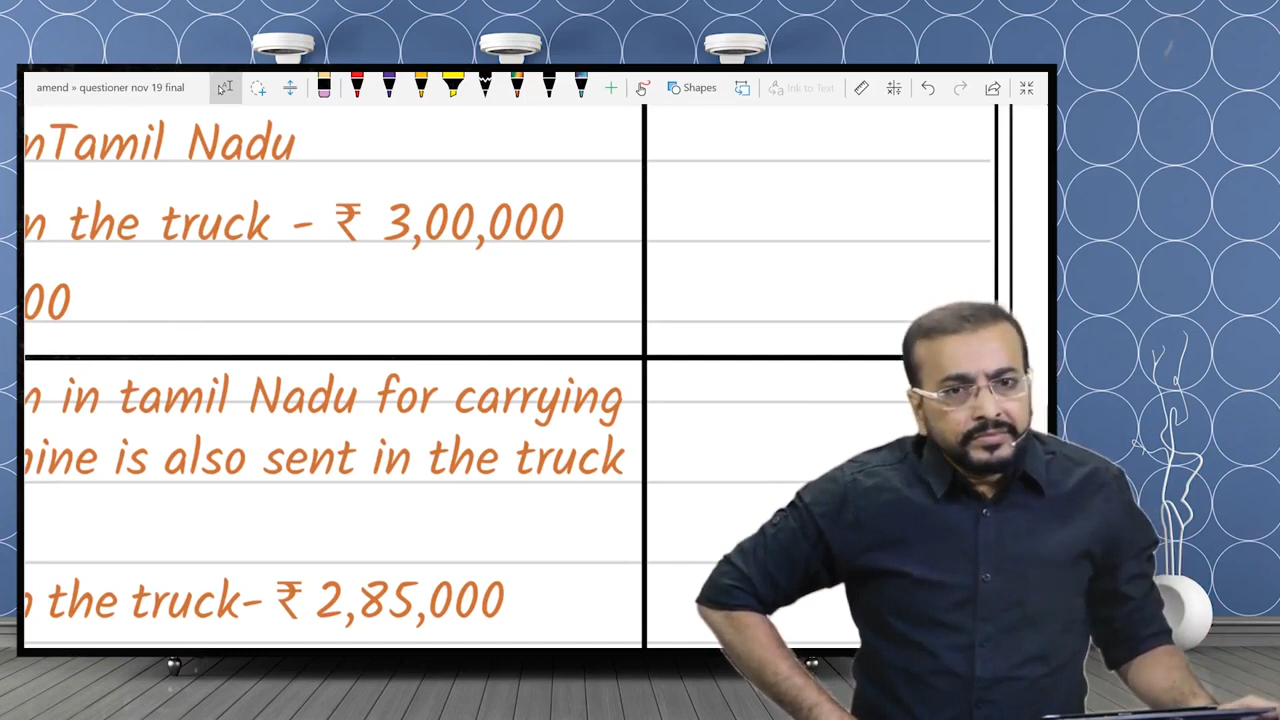 amend » questioner nov 19 final
Shapes
Ink to Text
nTamil Nadu
n the truck - ₹ 3,00,000
00
n in tamil Nadu for carrying
hine is also sent in the truck
the truck- ₹ 2,85,000